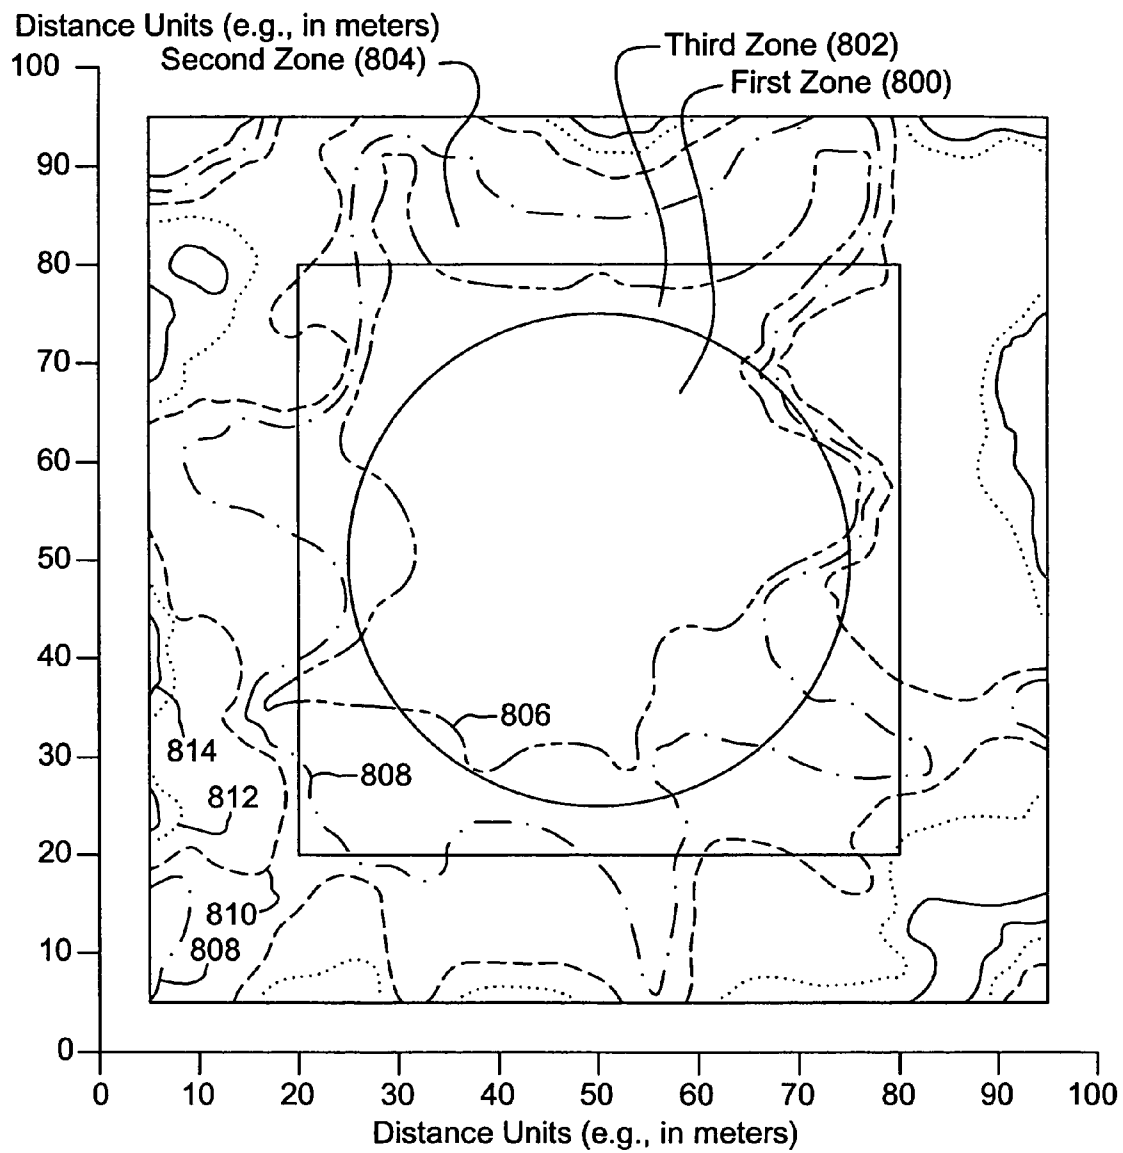 Distance Units (e.g., in meters)
Second Zone (804)
Third Zone (802)
First Zone (800)
100
90
80
70
60
50
40
30
20
10
0
806
808
814
812
810
808
0 10 20 30 40 50 60 70 80 90 100
Distance Units (e.g., in meters)